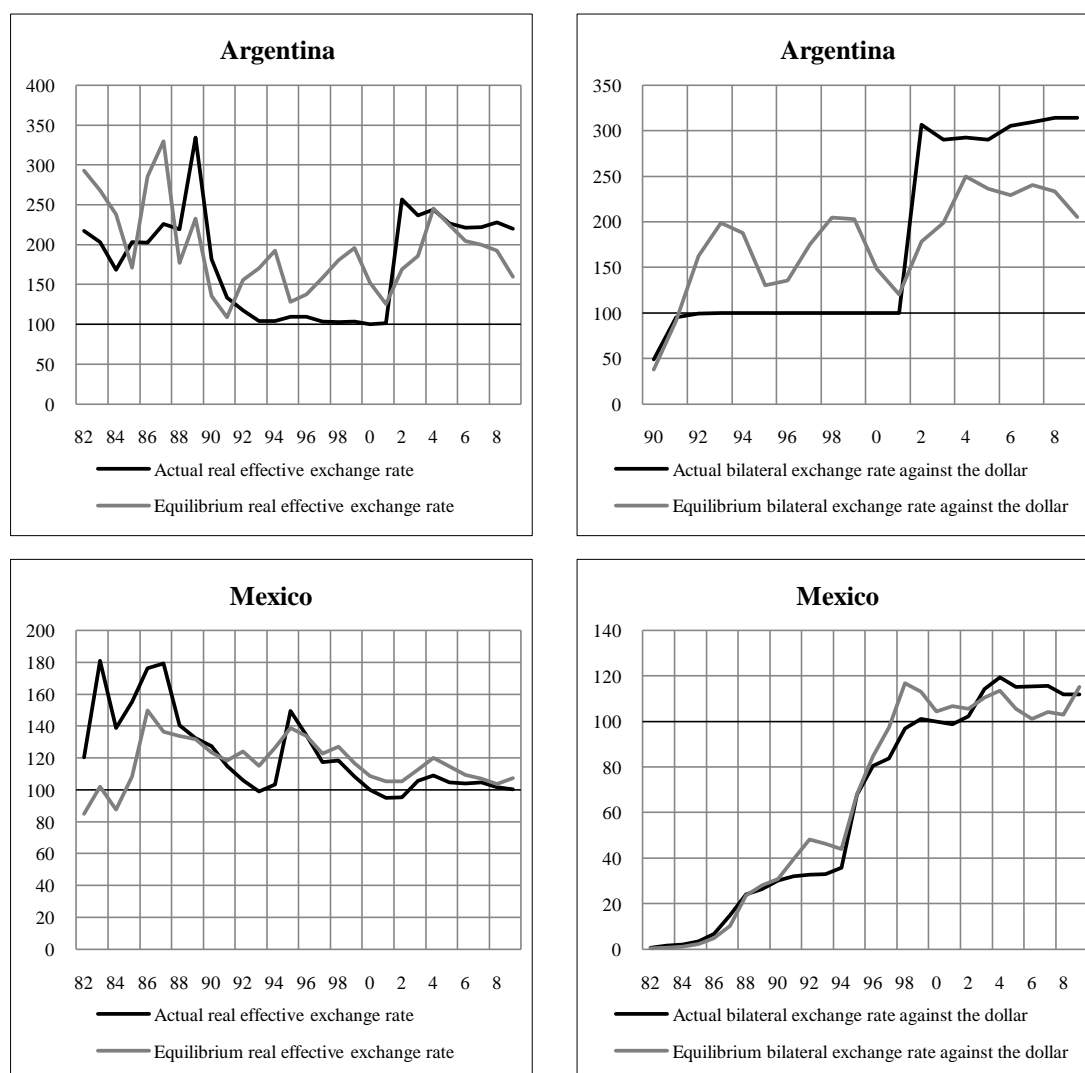 Argentina
400
350
300
250
200
150
100
50
0
82 84 86 88 90 92 94 96 98 0 2 4 6 8
Actual real effective exchange rate
Equilibrium real effective exchange rate
Argentina
350
300
250
200
150
100
50
0
90 92 94 96 98 0 2 4 6 8
Actual bilateral exchange rate against the dollar
Equilibrium bilateral exchange rate against the dollar
Mexico
200
180
160
140
120
100
80
60
40
20
0
82 84 86 88 90 92 94 96 98 0 2 4 6 8
Actual real effective exchange rate
Equilibrium real effective exchange rate
Mexico
140
120
100
80
60
40
20
0
82 84 86 88 90 92 94 96 98 0 2 4 6 8
Actual bilateral exchange rate against the dollar
Equilibrium bilateral exchange rate against the dollar